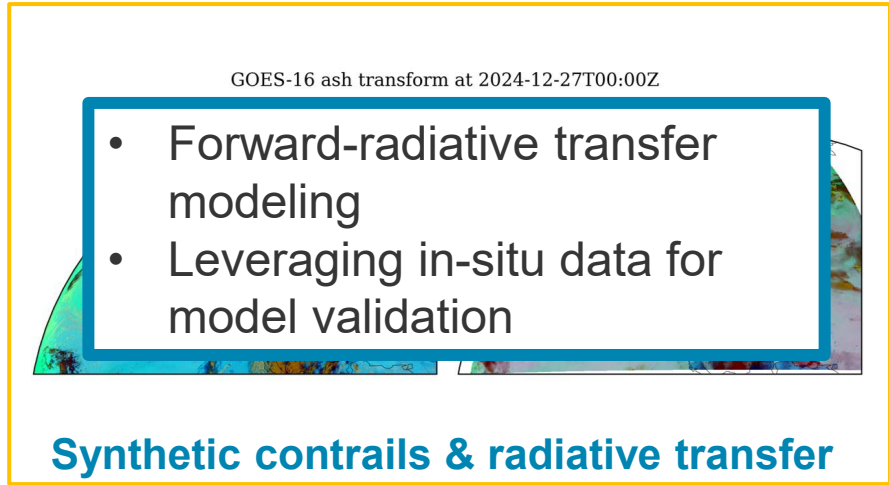 GOES-16 ash transform at 2024-12-27T00:00Z
• Forward-radiative transfer
modeling
• Leveraging in-situ data for
model validation
Synthetic contrails & radiative transfer